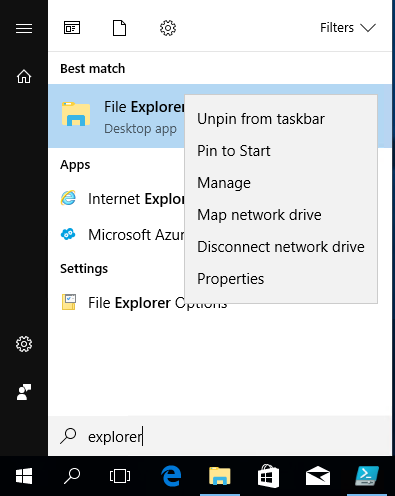 Filters
Best match
File Explorer
Desktop app
Unpin from taskbar
Pin to Start
Manage
Map network drive
Disconnect network drive
Properties
Apps
Internet Explor
Microsoft Azur
Settings
File Explorer Options
explorer